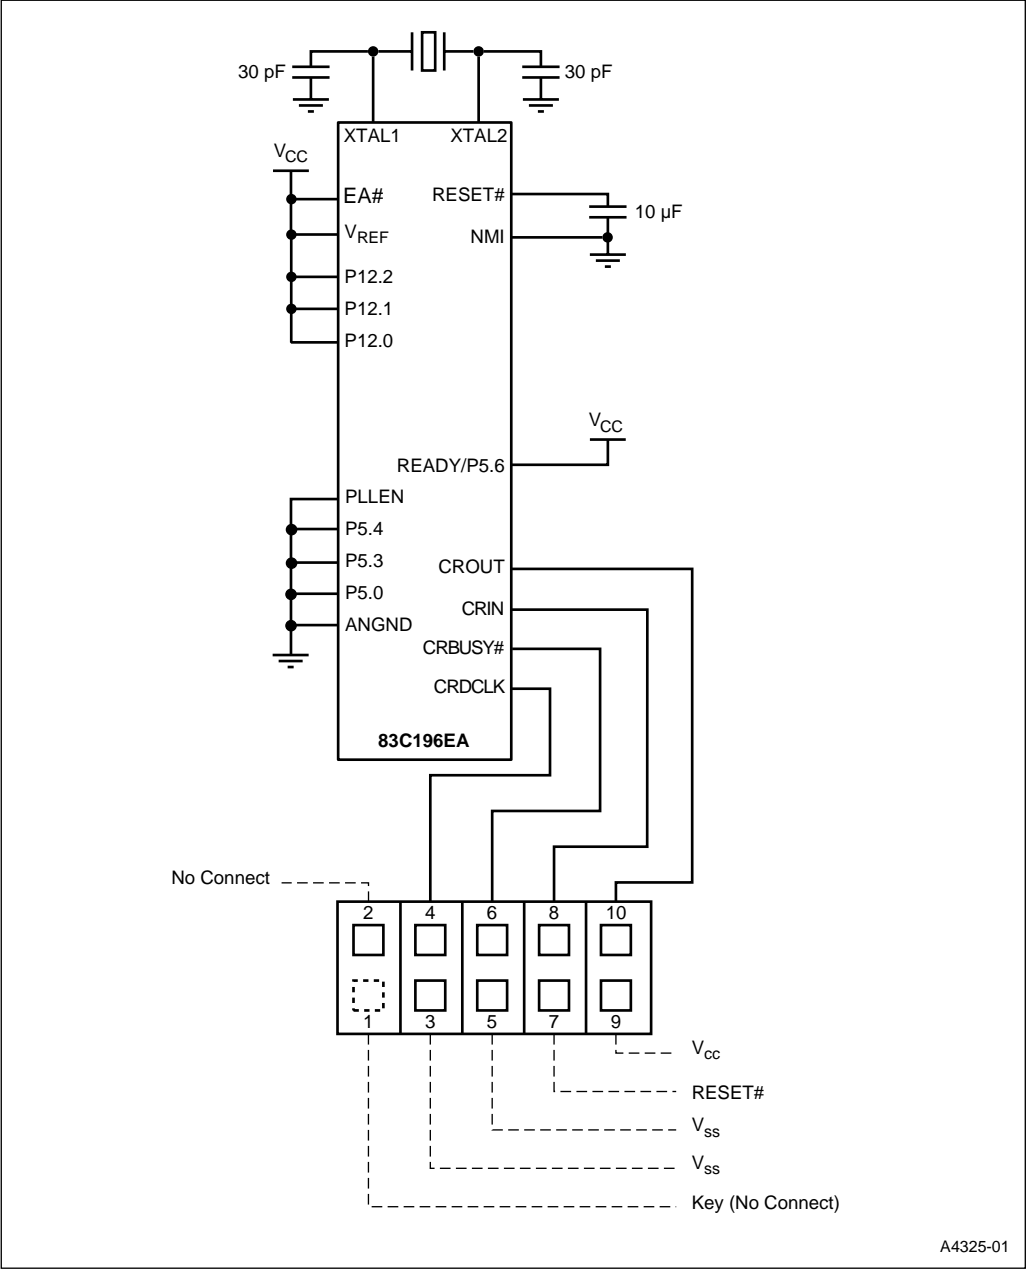 30 pF
30 pF
XTAL1
XTAL2
VCC
EA#
RESET#
10 µF
VREF
NMI
P12.2
P12.1
P12.0
VCC
READY/P5.6
PLLEN
P5.4
P5.3
CROUT
P5.0
CRIN
ANGND
CRBUSY#
CRDCLK
83C196EA
No Connect
2 4 6 8 10
1 3 5 7 9
Vcc
RESET#
Vss
Vss
Key (No Connect)
A4325-01